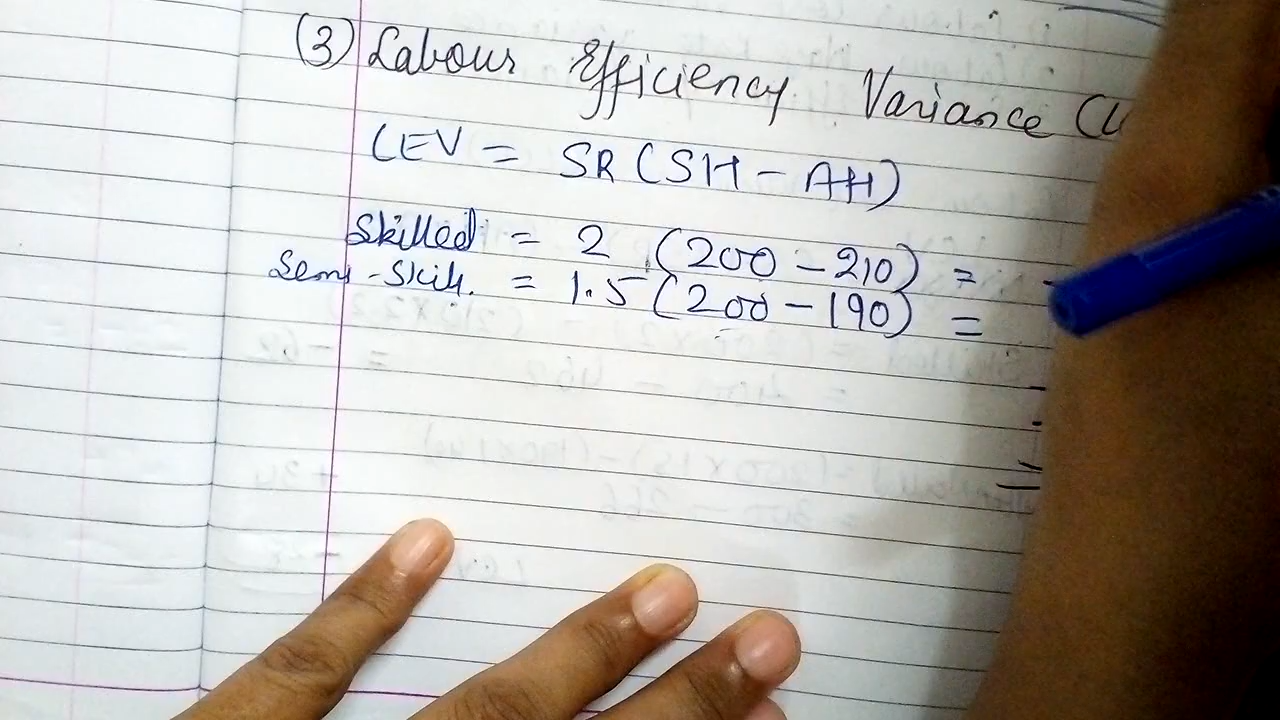 (3) Labour Efficiency Variance (L
LEV = SR (SH - AH)
Skilled = 2 (200 - 210) = -
Semi-Skill. = 1.5 (200 - 190) =